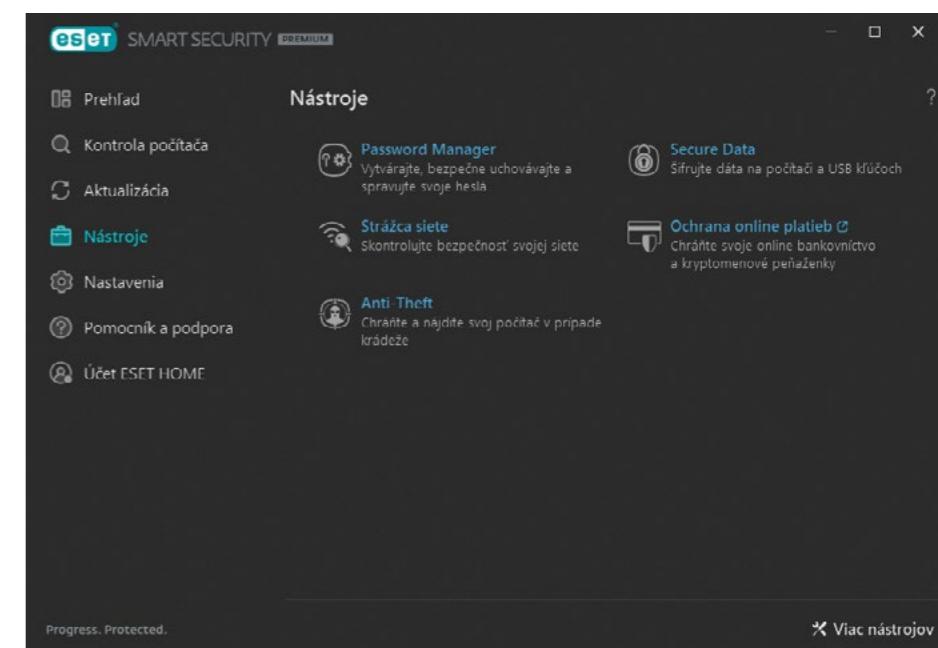 eset SMART SECURITY PREMIUM
Prehľad
Kontrola počítača
Aktualizácia
Nástroje
Nastavenia
Pomocník a podpora
Účet ESET HOME
Nástroje
?
Password Manager
Vytvárajte, bezpečne uchovávajte a
spravujte svoje heslá
Secure Data
Šifrujte dáta na počítači a USB kľúčoch
Strážca siete
Skontrolujte bezpečnosť svojej siete
Ochrana online platieb
Chráňte svoje online bankovníctvo
a kryptomenové peňaženky
Anti-Theft
Chráňte a nájdite svoj počítač v prípade
krádeže
Progress. Protected.
Viac nástrojov